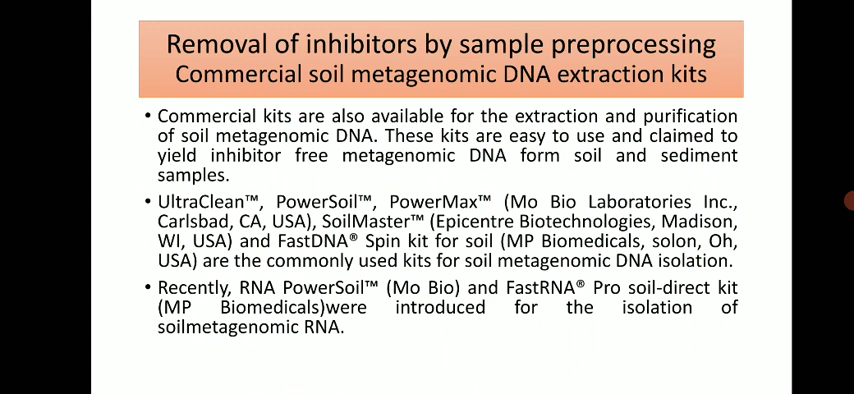 Removal of inhibitors by sample preprocessing
Commercial soil metagenomic DNA extraction kits
• Commercial kits are also available for the extraction and purification
of soil metagenomic DNA. These kits are easy to use and claimed to
yield inhibitor free metagenomic DNA form soil and sediment
samples.
• UltraClean™, PowerSoil™, PowerMax™ (Mo Bio Laboratories Inc.,
Carlsbad, CA, USA), SoilMaster™ (Epicentre Biotechnologies, Madison,
WI, USA) and FastDNA® Spin kit for soil (MP Biomedicals, solon, Oh,
USA) are the commonly used kits for soil metagenomic DNA isolation.
• Recently, RNA PowerSoil™ (Mo Bio) and FastRNA® Pro soil-direct kit
(MP Biomedicals)were introduced for the isolation of
soilmetagenomic RNA.